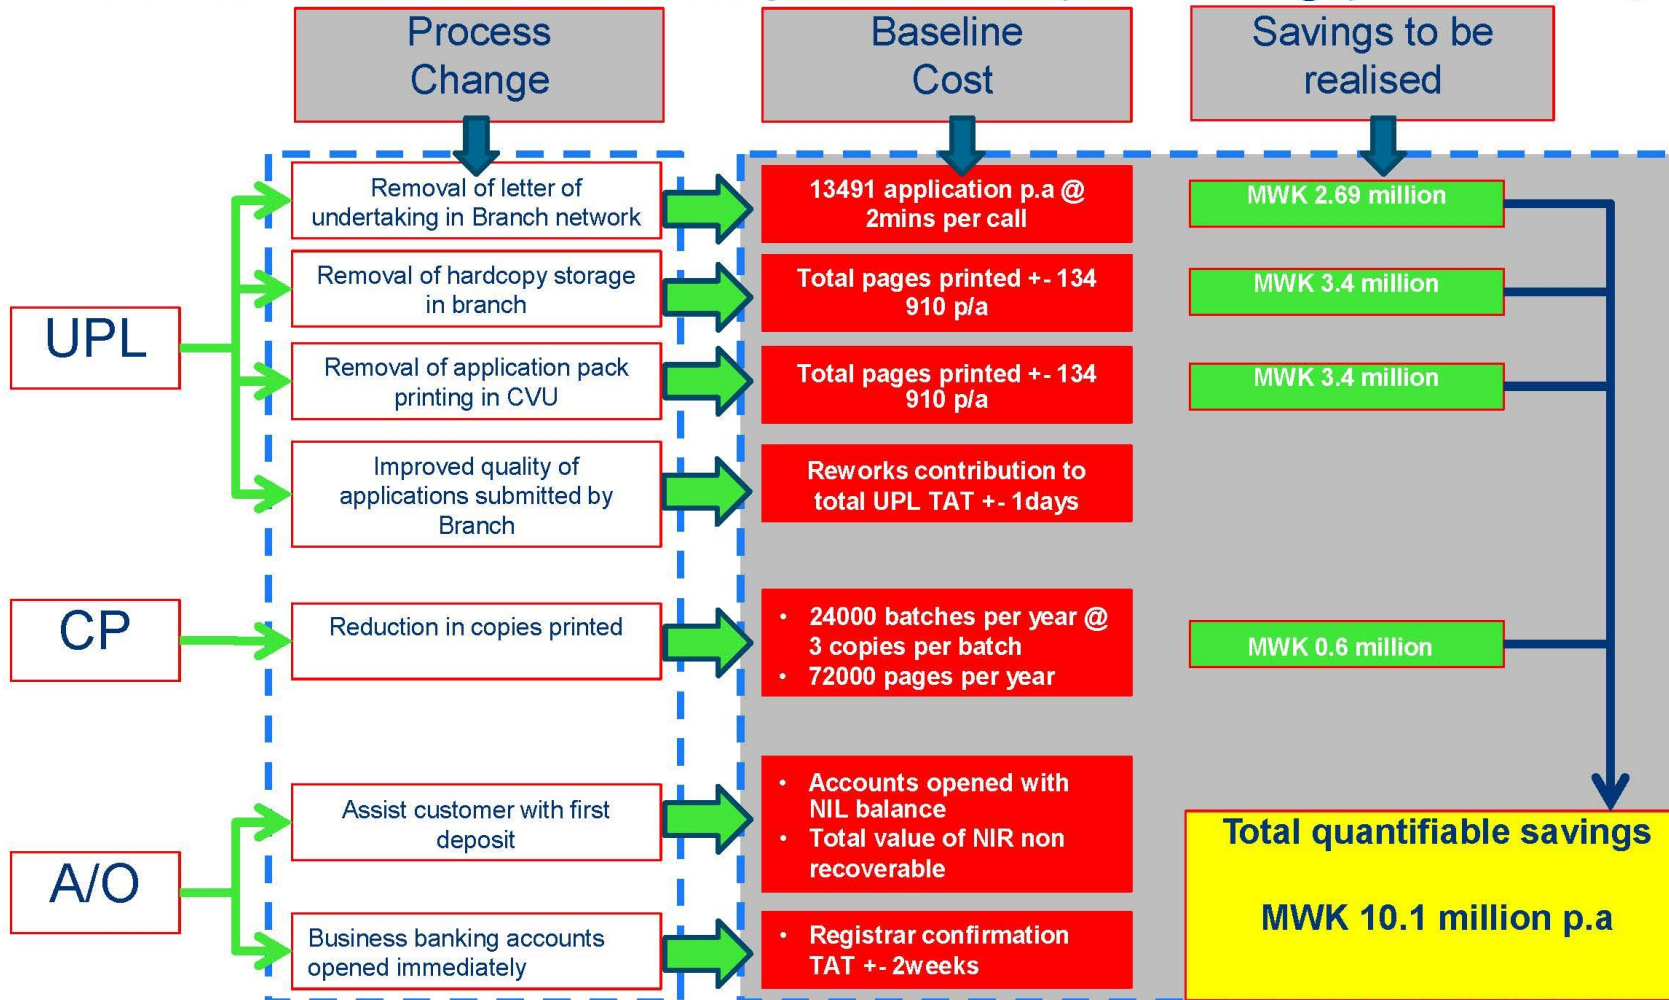 Process
Change
Baseline
Cost
Savings to be
realised
UPL
Removal of letter of
undertaking in Branch network
13491 application p.a @
2mins per call
MWK 2.69 million
Removal of hardcopy storage
in branch
Total pages printed +- 134
910 p/a
MWK 3.4 million
Removal of application pack
printing in CVU
Total pages printed +- 134
910 p/a
MWK 3.4 million
Improved quality of
applications submitted by
Branch
Reworks contribution to
total UPL TAT +- 1days
CP
Reduction in copies printed
• 24000 batches per year @
3 copies per batch
• 72000 pages per year
MWK 0.6 million
A/O
Assist customer with first
deposit
• Accounts opened with
NIL balance
• Total value of NIR non
recoverable
Business banking accounts
opened immediately
• Registrar confirmation
TAT +- 2weeks
Total quantifiable savings
MWK 10.1 million p.a